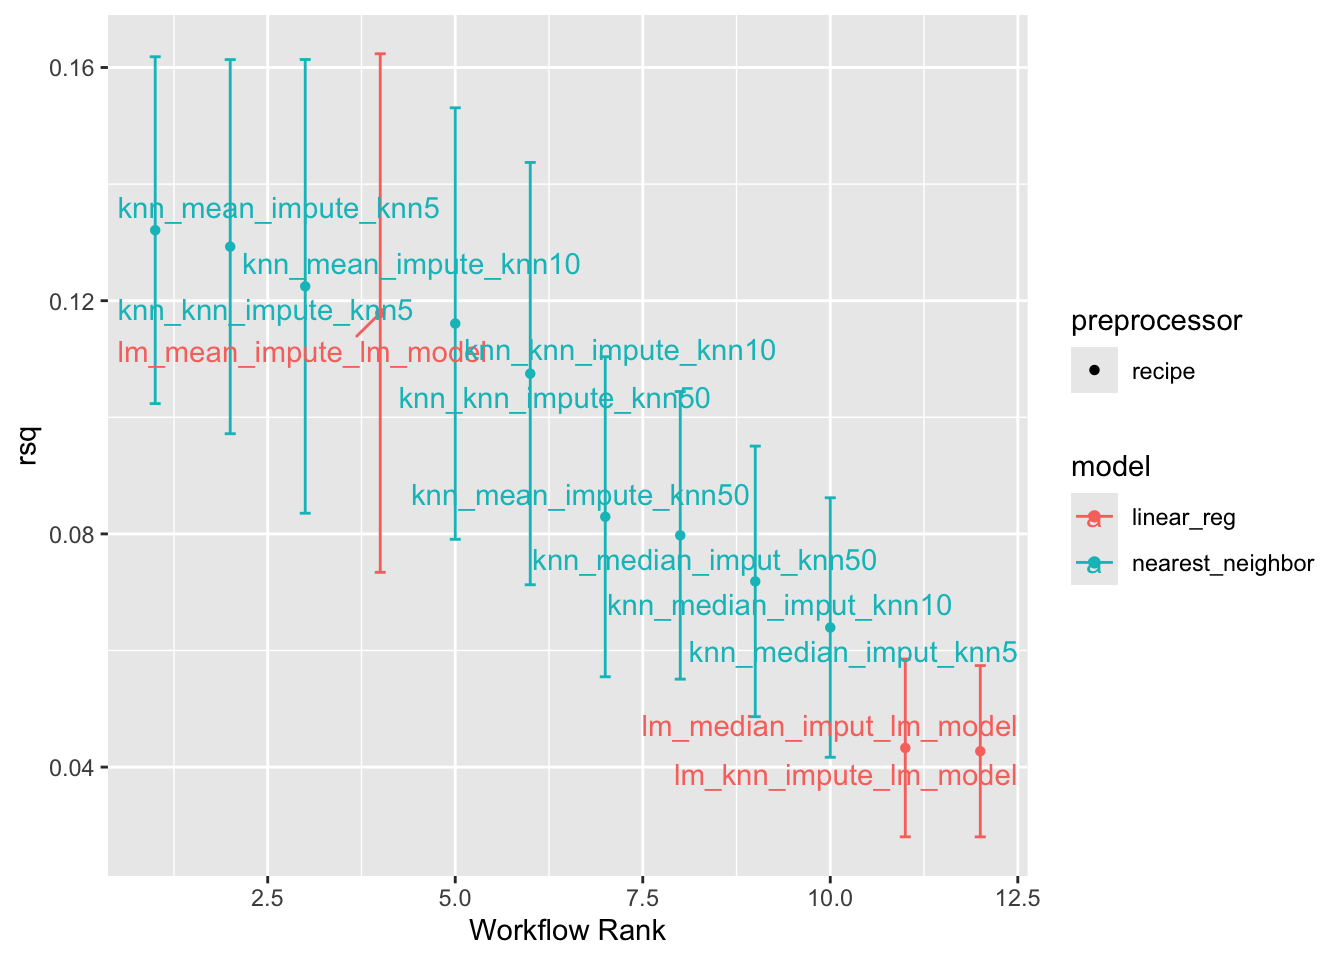 0.16
0.12
0.08
0.04
rsq
knn_mean_impute_knn5
knn_mean_impute_knn10
knn_knn_impute_knn5
lm_mean_impute_lm_model
knn_knn_impute_knn10
knn_knn_impute_knn50
knn_mean_impute_knn50
knn_median_imput_knn50
knn_median_imput_knn10
knn_median_imput_knn5
lm_median_imput_lm_model
lm_knn_impute_lm_model
2.5
5.0
7.5
10.0
12.5
Workflow Rank
preprocessor
recipe
model
a linear_reg
a nearest_neighbor